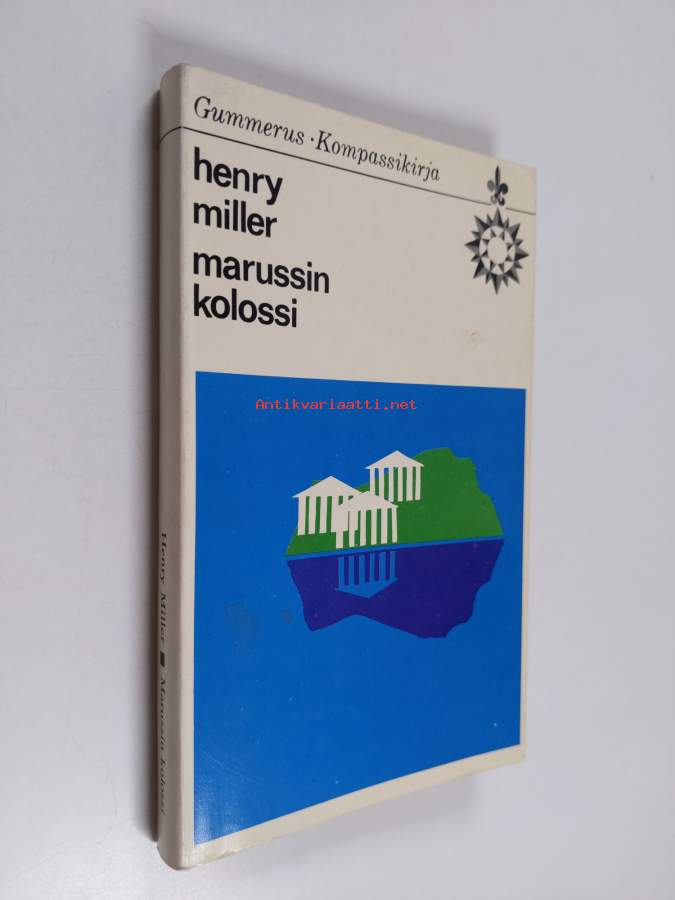 Gummerus · Kompassikirja
henry
miller
marussin
kolossi
Antikvariaatti.net
Henry Miller ■ Marussin kolossi